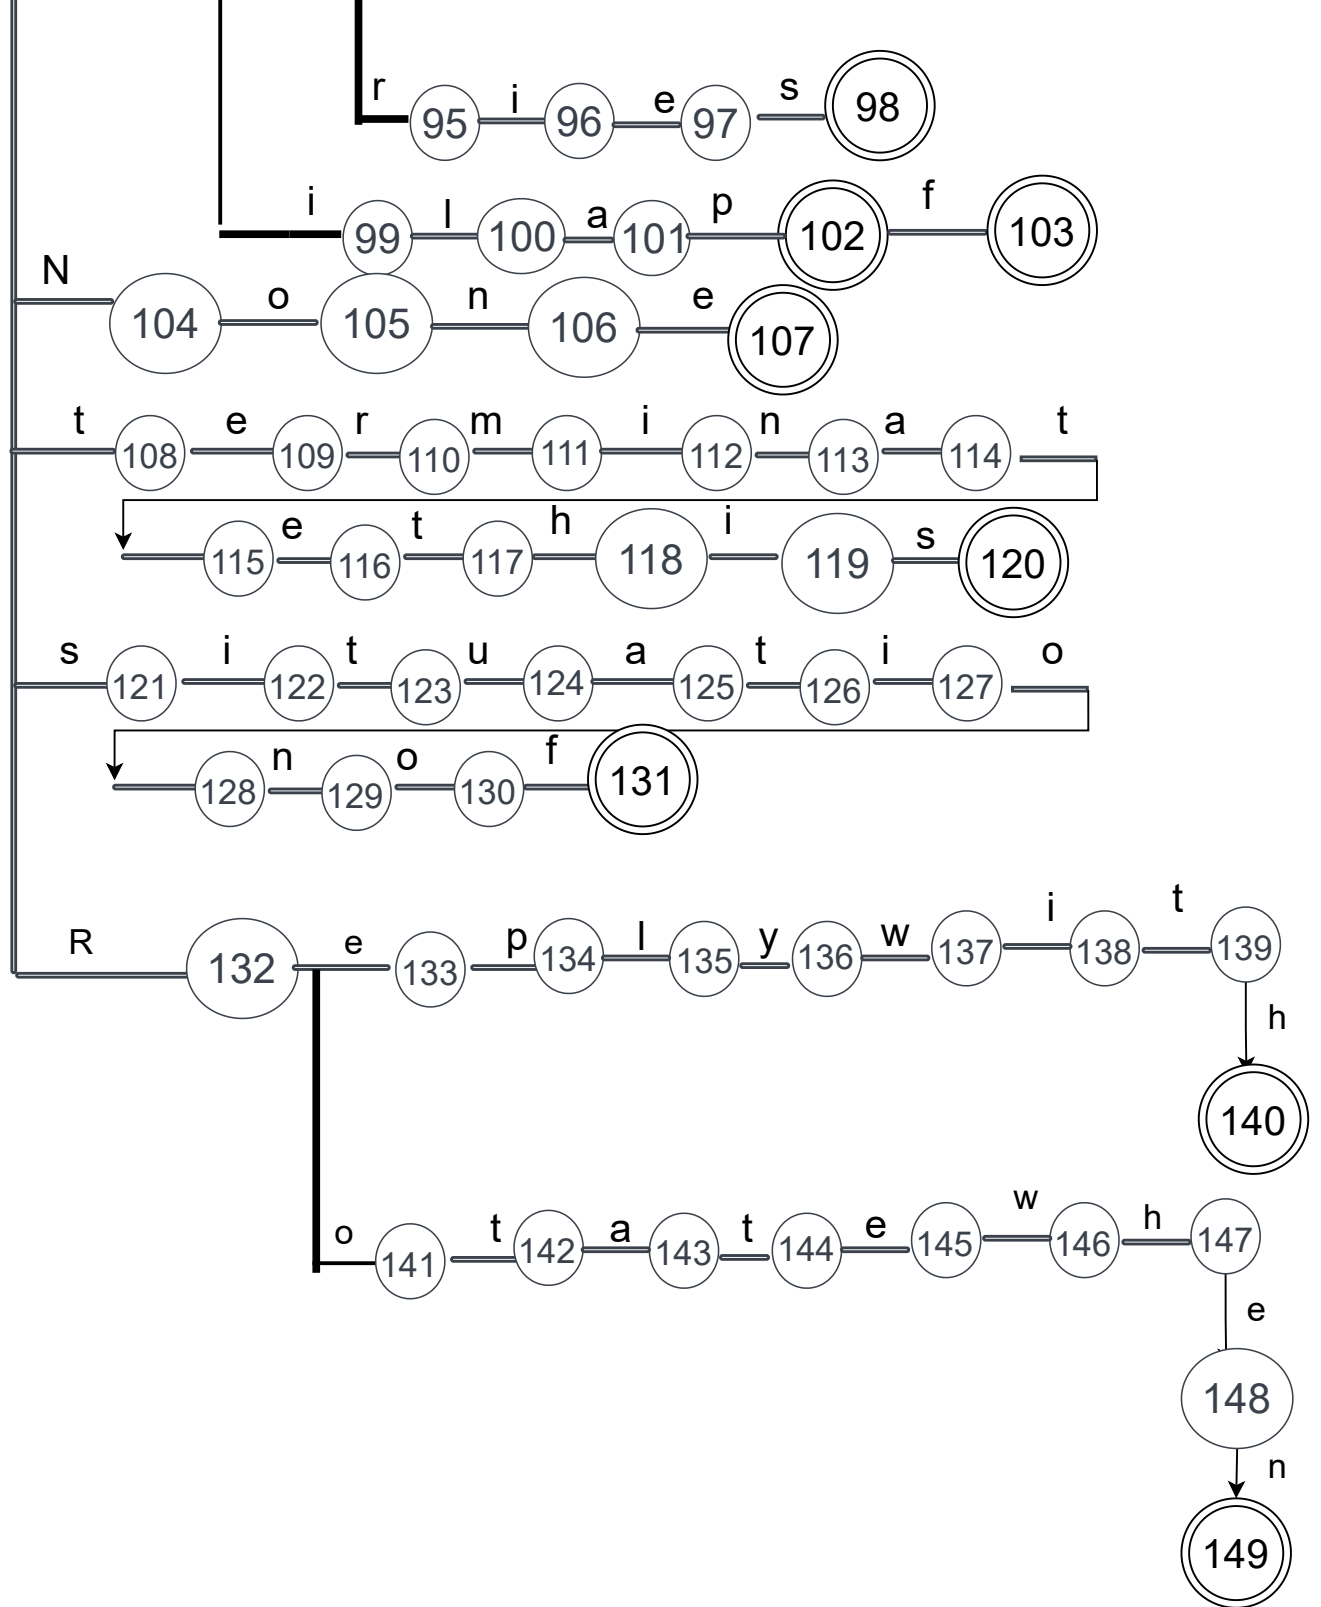 r i e s
95 96 97 98
i l a p f
99 100 101 102 103
N o n e
104 105 106 107
t e r m i n a t
108 109 110 111 112 113 114
e t h i s
115 116 117 118 119 120
s i t u a t i o
121 122 123 124 125 126 127
n o f
128 129 130 131
R e p l y w i t
132 133 134 135 136 137 138 139
h
140
o t a t e w h
141 142 143 144 145 146 147
e
148
n
149